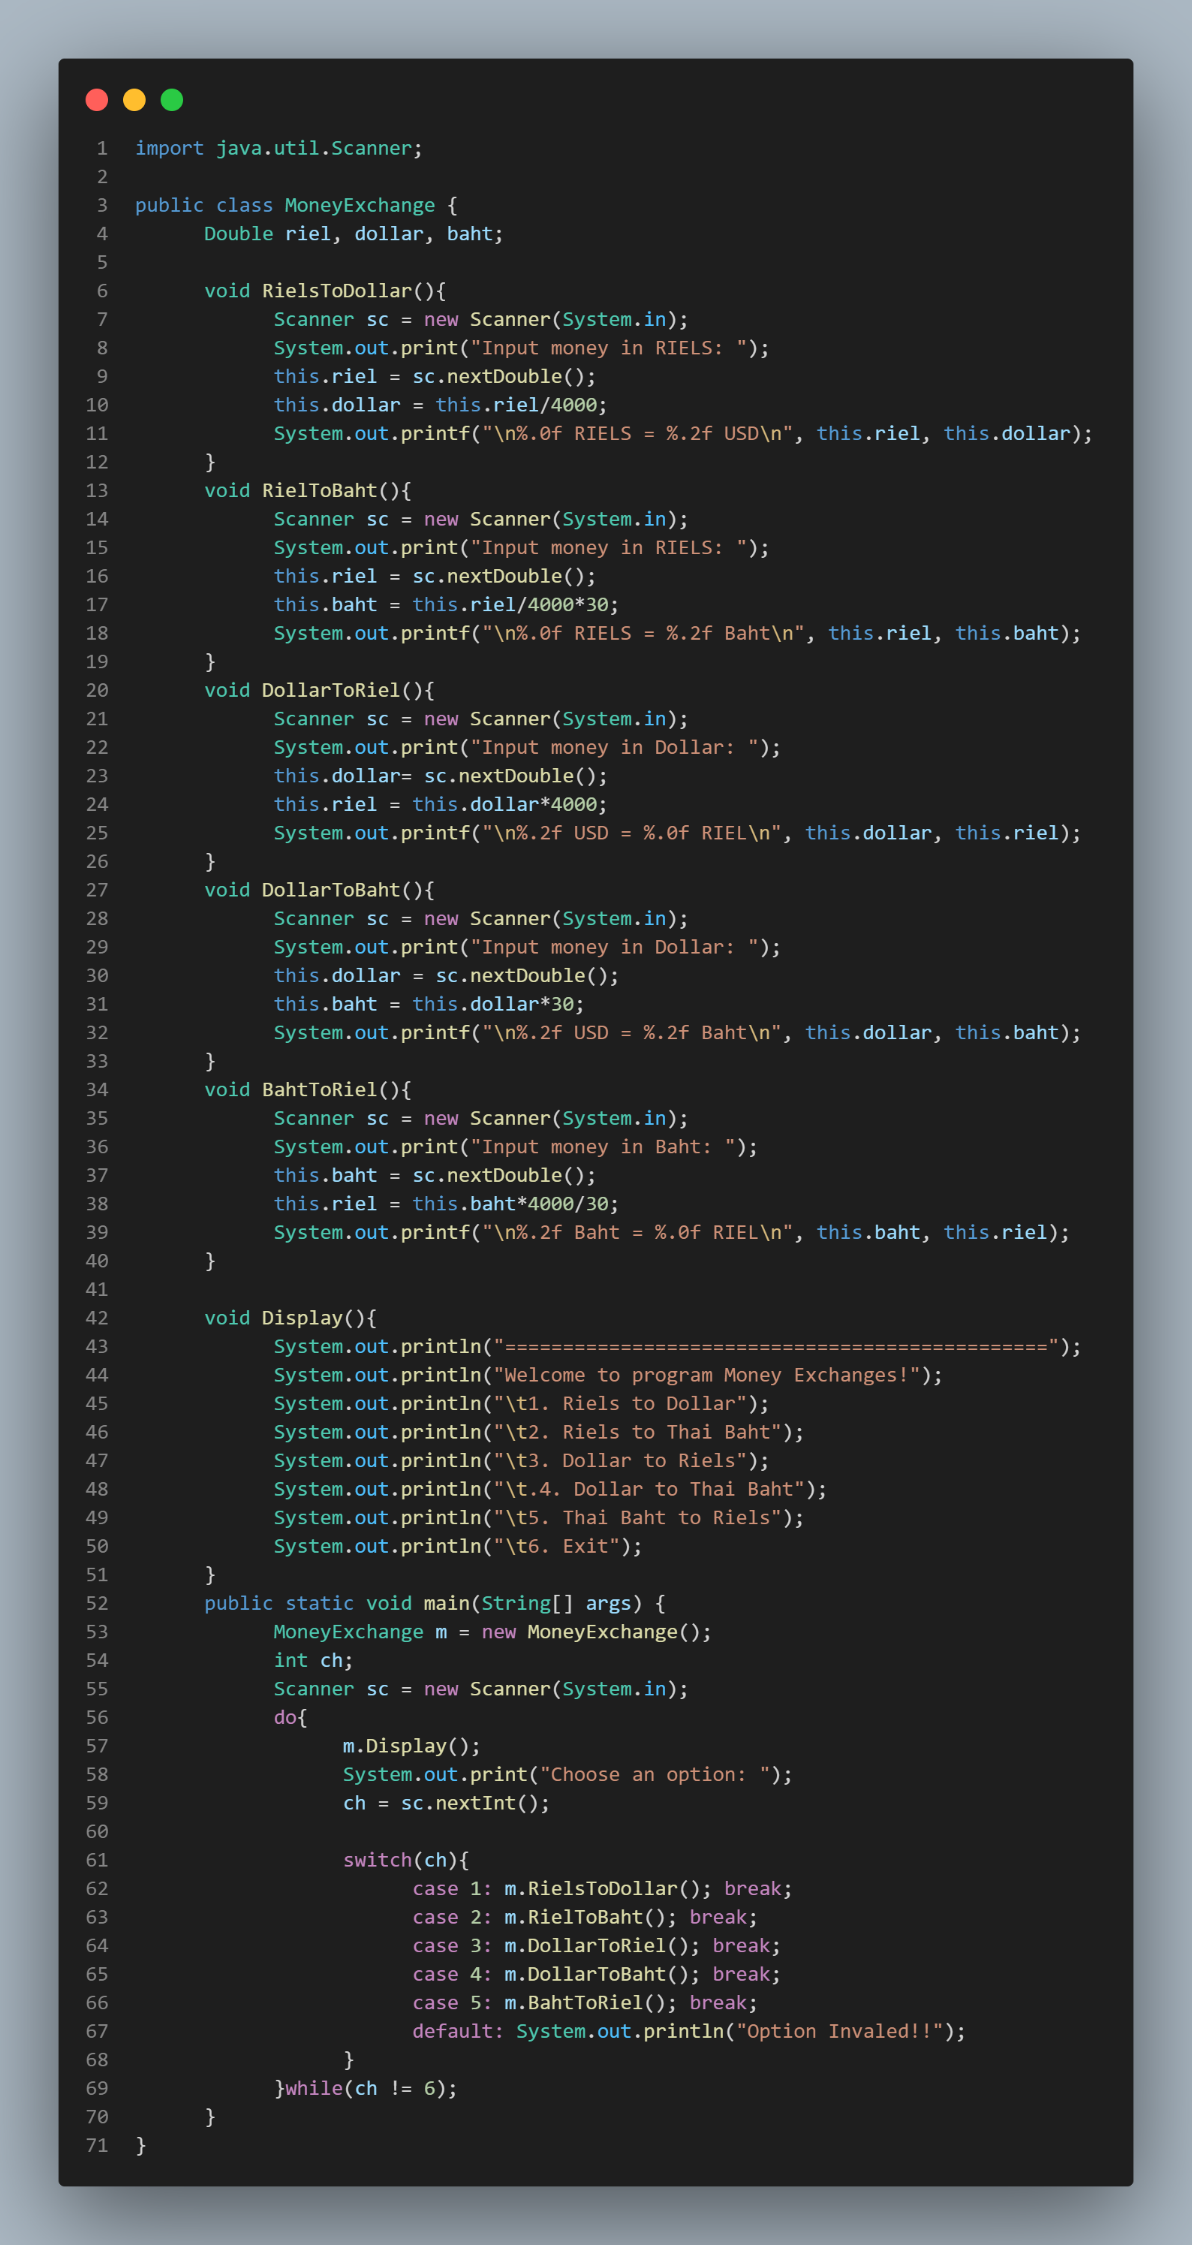 1 import java.util.Scanner;
2
3 public class MoneyExchange {
4 Double riel, dollar, baht;
5
6 void RielsToDollar(){
7 Scanner sc = new Scanner(System.in);
8 System.out.print("Input money in RIELS: ");
9 this.riel = sc.nextDouble();
10 this.dollar = this.riel/4000;
11 System.out.printf("\n%.0f RIELS = %.2f USD\n", this.riel, this.dollar);
12 }
13 void RielToBaht(){
14 Scanner sc = new Scanner(System.in);
15 System.out.print("Input money in RIELS: ");
16 this.riel = sc.nextDouble();
17 this.baht = this.riel/4000*30;
18 System.out.printf("\n%.0f RIELS = %.2f Baht\n", this.riel, this.baht);
19 }
20 void DollarToRiel(){
21 Scanner sc = new Scanner(System.in);
22 System.out.print("Input money in Dollar: ");
23 this.dollar= sc.nextDouble();
24 this.riel = this.dollar*4000;
25 System.out.printf("\n%.2f USD = %.0f RIEL\n", this.dollar, this.riel);
26 }
27 void DollarToBaht(){
28 Scanner sc = new Scanner(System.in);
29 System.out.print("Input money in Dollar: ");
30 this.dollar = sc.nextDouble();
31 this.baht = this.dollar*30;
32 System.out.printf("\n%.2f USD = %.2f Baht\n", this.dollar, this.baht);
33 }
34 void BahtToRiel(){
35 Scanner sc = new Scanner(System.in);
36 System.out.print("Input money in Baht: ");
37 this.baht = sc.nextDouble();
38 this.riel = this.baht*4000/30;
39 System.out.printf("\n%.2f Baht = %.0f RIEL\n", this.baht, this.riel);
40 }
41
42 void Display(){
43 System.out.println("===============================================");
44 System.out.println("Welcome to program Money Exchanges!");
45 System.out.println("\t1. Riels to Dollar");
46 System.out.println("\t2. Riels to Thai Baht");
47 System.out.println("\t3. Dollar to Riels");
48 System.out.println("\t.4. Dollar to Thai Baht");
49 System.out.println("\t5. Thai Baht to Riels");
50 System.out.println("\t6. Exit");
51 }
52 public static void main(String[] args) {
53 MoneyExchange m = new MoneyExchange();
54 int ch;
55 Scanner sc = new Scanner(System.in);
56 do{
57 m.Display();
58 System.out.print("Choose an option: ");
59 ch = sc.nextInt();
60
61 switch(ch){
62 case 1: m.RielsToDollar(); break;
63 case 2: m.RielToBaht(); break;
64 case 3: m.DollarToRiel(); break;
65 case 4: m.DollarToBaht(); break;
66 case 5: m.BahtToRiel(); break;
67 default: System.out.println("Option Invaled!!");
68 }
69 }while(ch != 6);
70 }
71 }